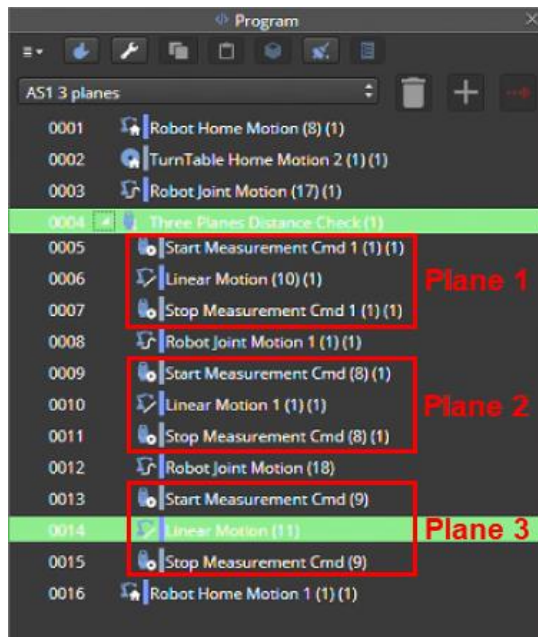 Program
AS1 3 planes
0001 Robot Home Motion (8) (1)
0002 TurnTable Home Motion 2 (1) (1)
0003 Robot Joint Motion (17) (1)
0004 Three Planes Distance Check (1)
0005 Start Measurement Cmd 1 (1) (1)
0006 Linear Motion (10) (1) Plane 1
0007 Stop Measurement Cmd 1 (1) (1)
0008 Robot Joint Motion 1 (1) (1)
0009 Start Measurement Cmd (8) (1)
0010 Linear Motion 1 (1) (1) Plane 2
0011 Stop Measurement Cmd (8) (1)
0012 Robot Joint Motion (18)
0013 Start Measurement Cmd (9)
0014 Linear Motion (11) Plane 3
0015 Stop Measurement Cmd (9)
0016 Robot Home Motion 1 (1) (1)